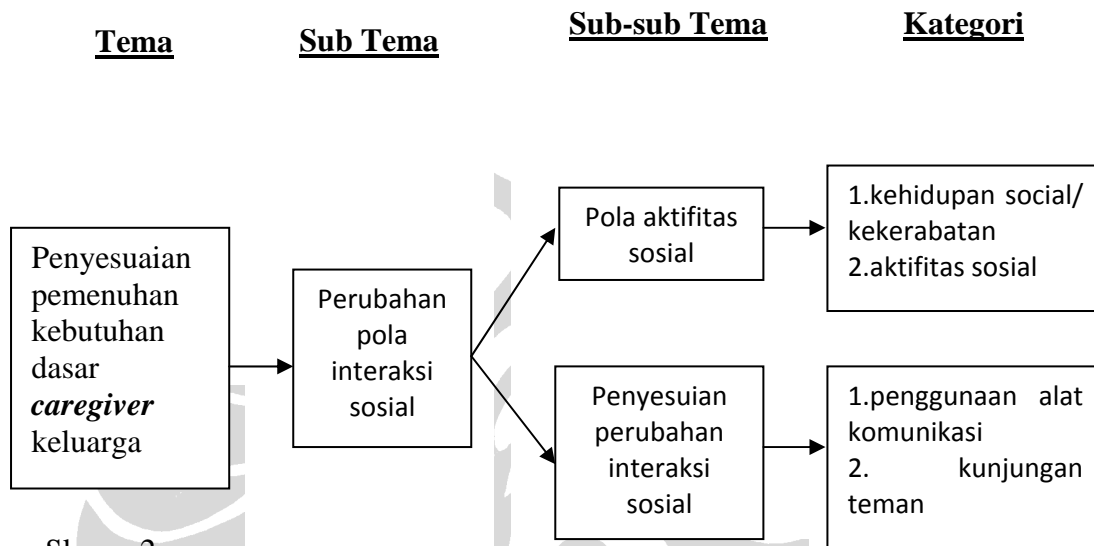 Tema
Sub Tema
Sub-sub Tema
Kategori
Penyesuaian
pemenuhan
kebutuhan
dasar
caregiver
keluarga
Perubahan
pola
interaksi
sosial
Pola aktifitas
sosial
1.kehidupan social/
kekerabatan
2.aktifitas sosial
Penyesuian
perubahan
interaksi
sosial
1.penggunaan alat
komunikasi
2. kunjungan
teman